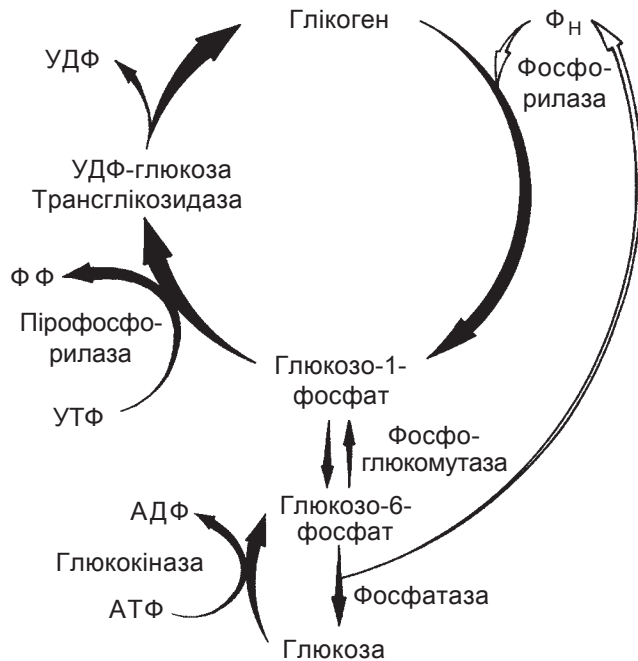 Глікоген
Ф Н
УДФ
Фосфо-
рилаза
УДФ-глюкоза
Трансглікозидаза
ФФ
Пірофосфо-
рилаза
УТФ
Глюкозо-1-
фосфат
Фосфо-
глюкомутаза
Глюкозо-6-
фосфат
АДФ
Глюкокіназа
АТФ
Фосфатаза
Глюкоза